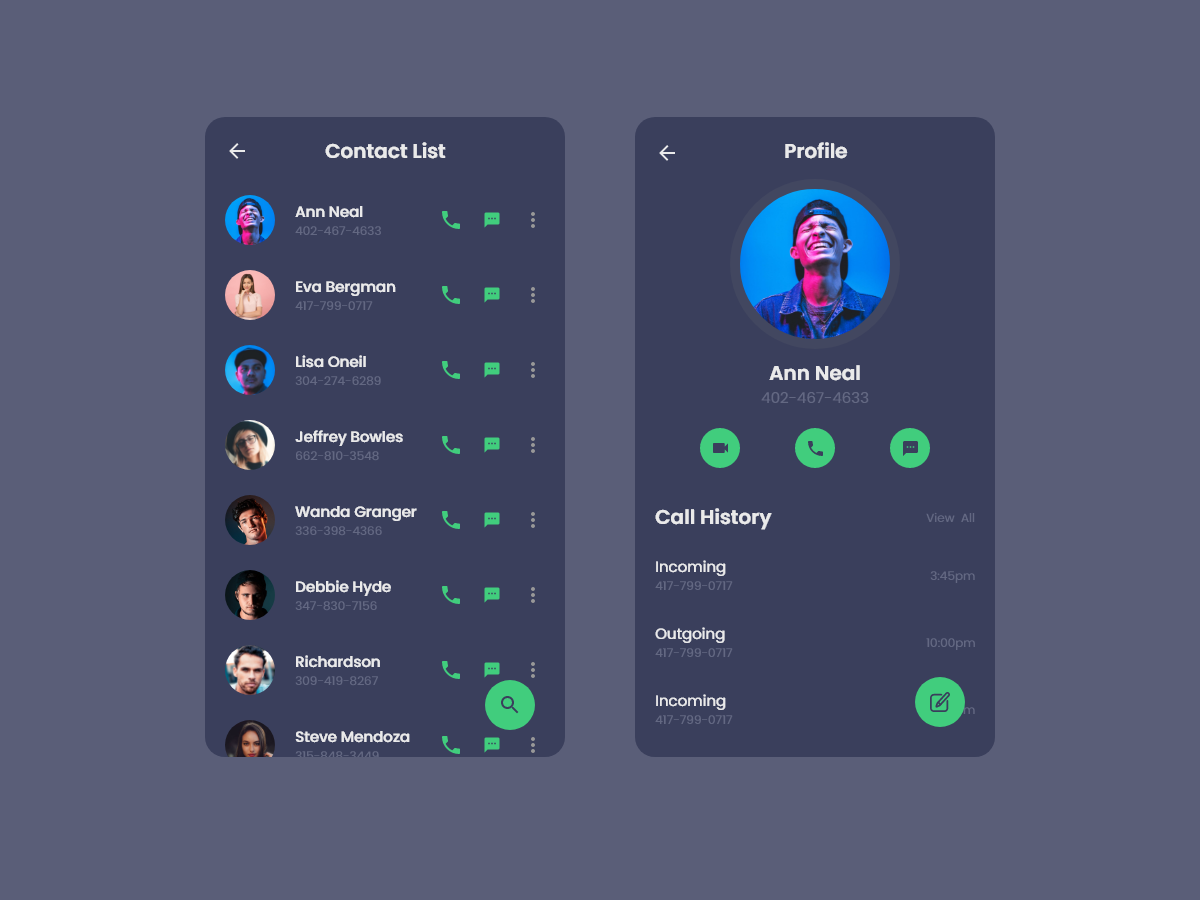 Contact List
Ann Neal
402-467-4633
Eva Bergman
417-799-0717
Lisa Oneil
304-274-6289
Jeffrey Bowles
662-810-3548
Wanda Granger
336-398-4366
Debbie Hyde
347-830-7156
Richardson
309-419-8267
Steve Mendoza
315-848-3449
Profile
Ann Neal
402-467-4633
Call History View All
Incoming
417-799-0717
3:45pm
Outgoing
417-799-0717
10:00pm
Incoming
417-799-0717